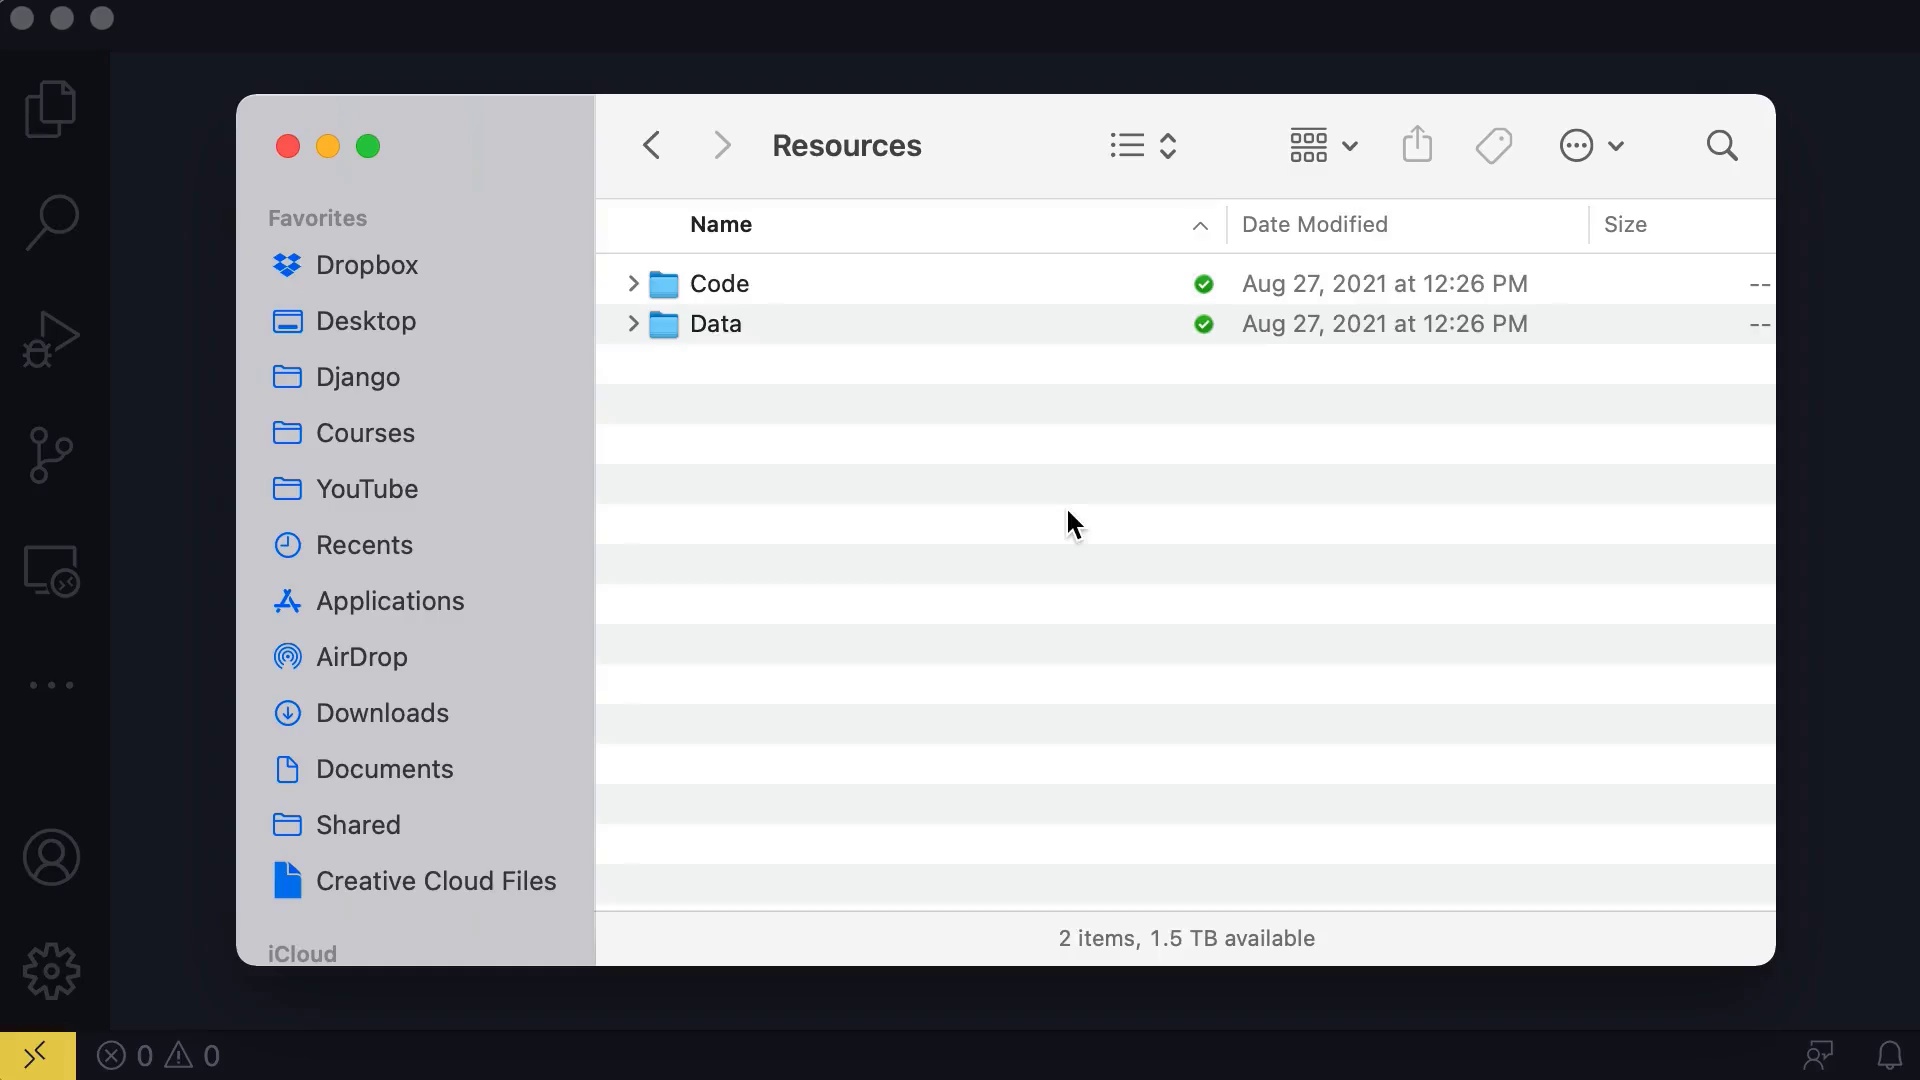 Resources
Favorites
Dropbox
Desktop
Django
Courses
YouTube
Recents
Applications
AirDrop
Downloads
Documents
Shared
Creative Cloud Files
iCloud
Name Date Modified Size
Code Aug 27, 2021 at 12:26 PM --
Data Aug 27, 2021 at 12:26 PM --
2 items, 1.5 TB available
0 0